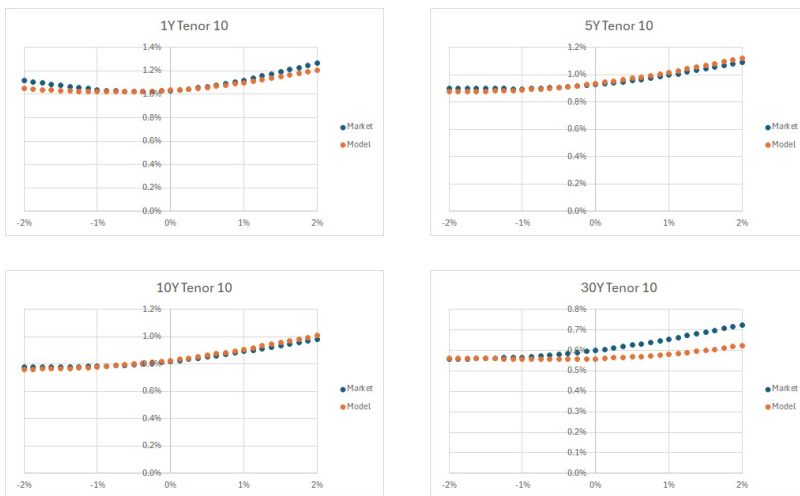 1Y Tenor 10
1.4%
1.2%
1.0%
0.8%
0.6%
0.4%
0.2%
0.0%
-2% -1% 0% 1% 2%
Market
Model
5Y Tenor 10
1.2%
1.0%
0.8%
0.6%
0.4%
0.2%
0.0%
-2% -1% 0% 1% 2%
Market
Model
10Y Tenor 10
1.2%
1.0%
0.8%
0.6%
0.4%
0.2%
0.0%
-2% -1% 0% 1% 2%
Market
Model
30Y Tenor 10
0.8%
0.7%
0.6%
0.5%
0.4%
0.3%
0.2%
0.1%
0.0%
-2% -1% 0% 1% 2%
Market
Model